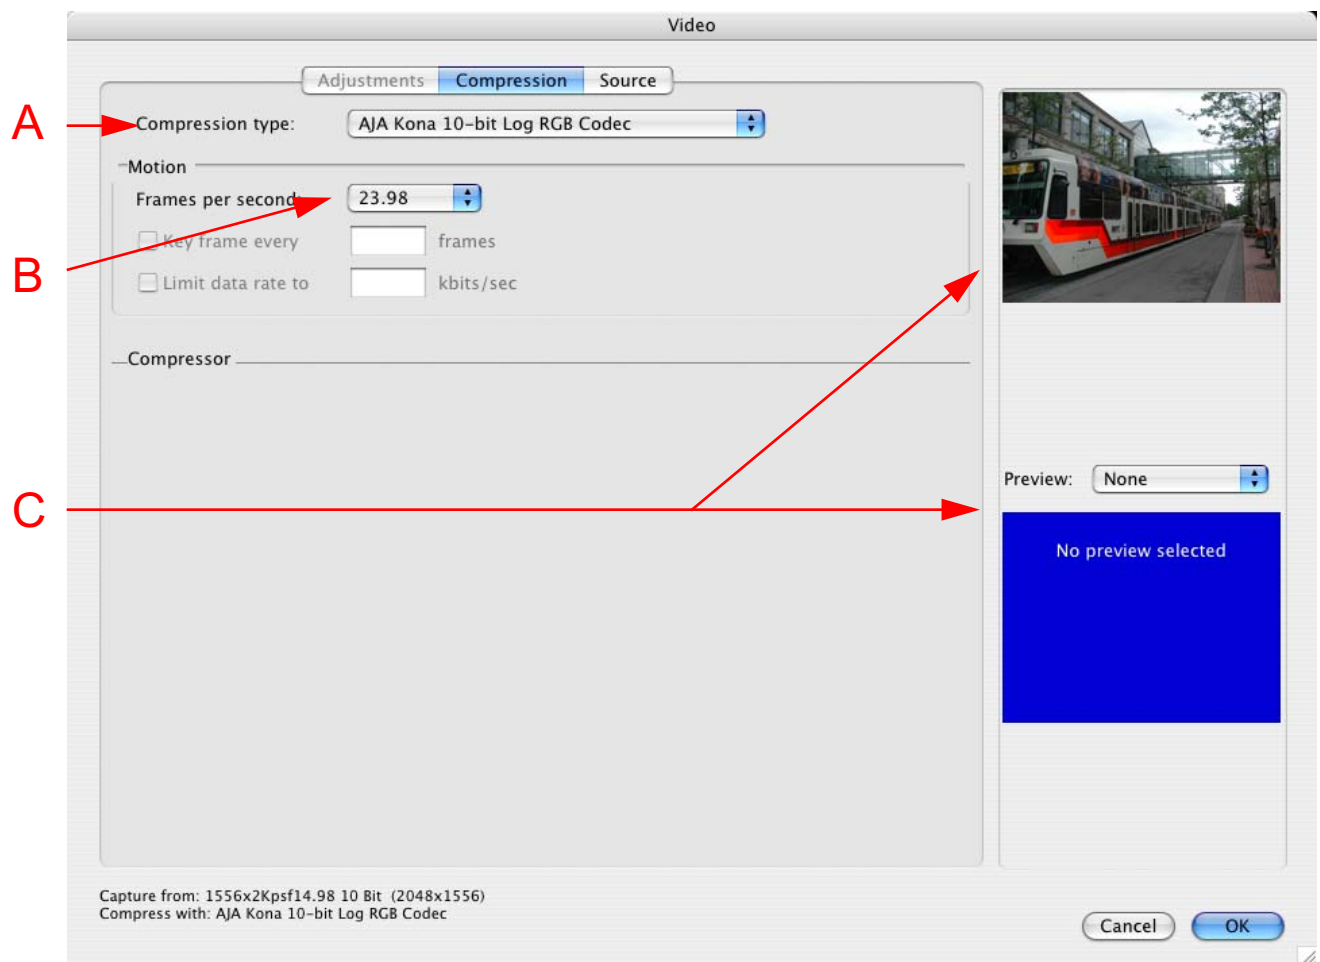 Video
Adjustments Compression Source
A
Compression type: AJA Kona 10-bit Log RGB Codec
Motion
Frames per second: 23.98
Key frame every frames
B
Limit data rate to kbits/sec
Compressor
Preview: None
C
No preview selected
Capture from: 1556x2Kpsf14.98 10 Bit (2048x1556)
Compress with: AJA Kona 10-bit Log RGB Codec
Cancel OK